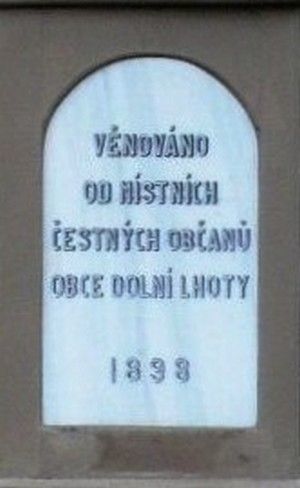 VĚNOVÁNO
OD MÍSTNÍCH
ČESTNÝCH OBČANŮ
OBCE DOLNÍ LHOTY
1898